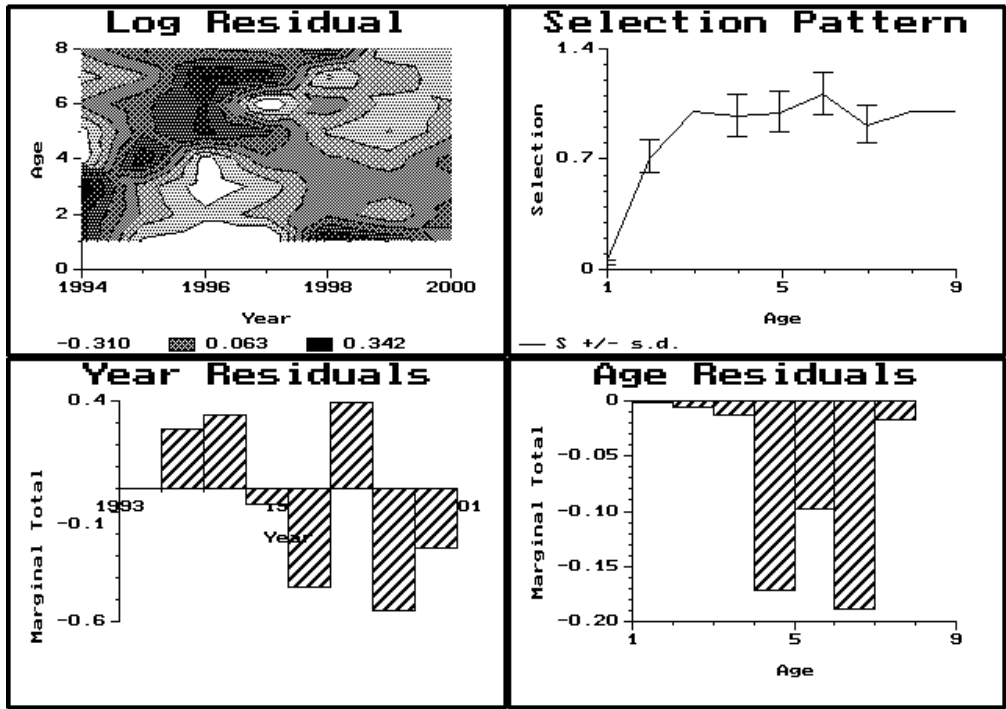 Log Residual
8
6
4
2
0
Age
1994 1996 1998 2000
Year
-0.310 0.063 0.342
Selection Pattern
1.4
0.7
0
Selection
1 5 9
Age
S +/- s.d.
Year Residuals
0.4
-0.1
-0.6
Marginal Total
1993 01
Year
Age Residuals
0
-0.05
-0.10
-0.15
-0.20
Marginal Total
1 5 9
Age